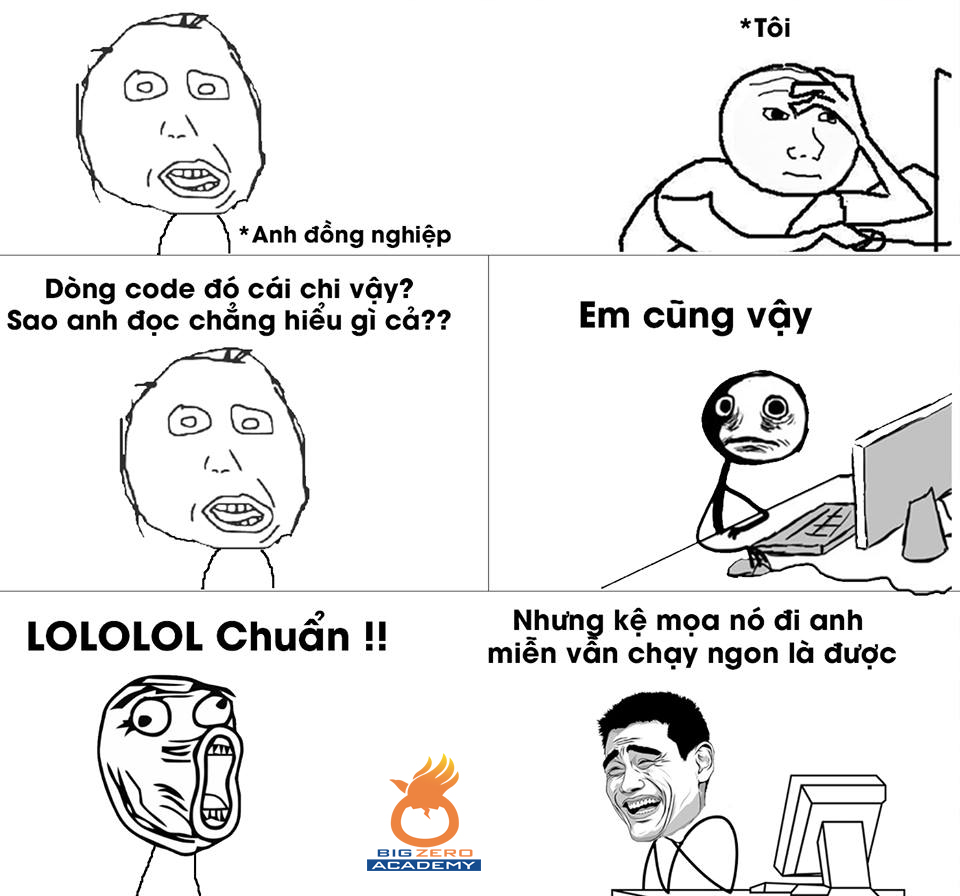 *Tôi
*Anh đồng nghiệp
Dòng code đó cái chi vậy?
Sao anh đọc chẳng hiểu gì cả??
Em cũng vậy
LOLOLOL Chuẩn !!
Nhưng kệ mọa nó đi anh
miễn vẫn chạy ngon là được
BIG ZERO
ACADEMY